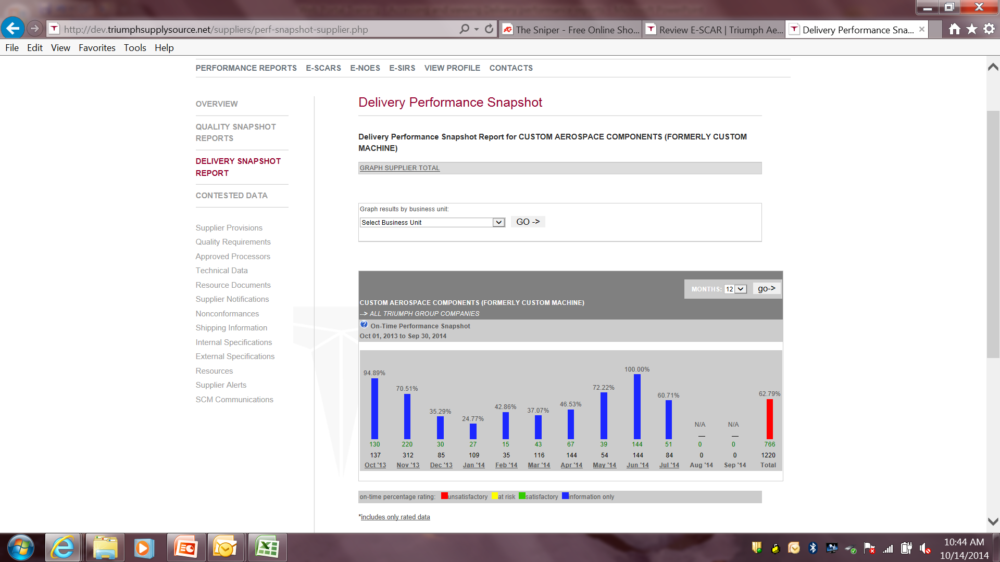 http://dev.triumphsupplysource.net/suppliers/perf-snapshot-supplier.php
The Sniper - Free Online Sho...
Review E-SCAR | Triumph Ae...
Delivery Performance Sna...
File Edit View Favorites Tools Help
PERFORMANCE REPORTS E-SCARS E-NOES E-SIRS VIEW PROFILE CONTACTS
OVERVIEW
QUALITY SNAPSHOT
REPORTS
DELIVERY SNAPSHOT
REPORT
CONTESTED DATA
Supplier Provisions
Quality Requirements
Approved Processors
Technical Data
Resource Documents
Supplier Notifications
Nonconformances
Shipping Information
Internal Specifications
External Specifications
Resources
Supplier Alerts
SCM Communications
Delivery Performance Snapshot
Delivery Performance Snapshot Report for CUSTOM AEROSPACE COMPONENTS (FORMERLY CUSTOM
MACHINE)
GRAPH SUPPLIER TOTAL
Graph results by business unit:
Select Business Unit GO ->
MONTHS: 12 go->
CUSTOM AEROSPACE COMPONENTS (FORMERLY CUSTOM MACHINE)
--> ALL TRIUMPH GROUP COMPANIES
? On-Time Performance Snapshot
Oct 01, 2013 to Sep 30, 2014
94.89% 70.51% 35.29% 24.77% 42.86% 37.07% 46.53% 72.22% 100.00% 60.71% N/A N/A 62.79%
130 220 30 27 15 43 67 39 144 51 0 0 766
137 312 85 109 35 116 144 54 144 84 0 0 1220
Oct '13 Nov '13 Dec '13 Jan '14 Feb '14 Mar '14 Apr '14 May '14 Jun '14 Jul '14 Aug '14 Sep '14 Total
on-time percentage rating: unsatisfactory at risk satisfactory information only
*includes only rated data
10:44 AM
10/14/2014